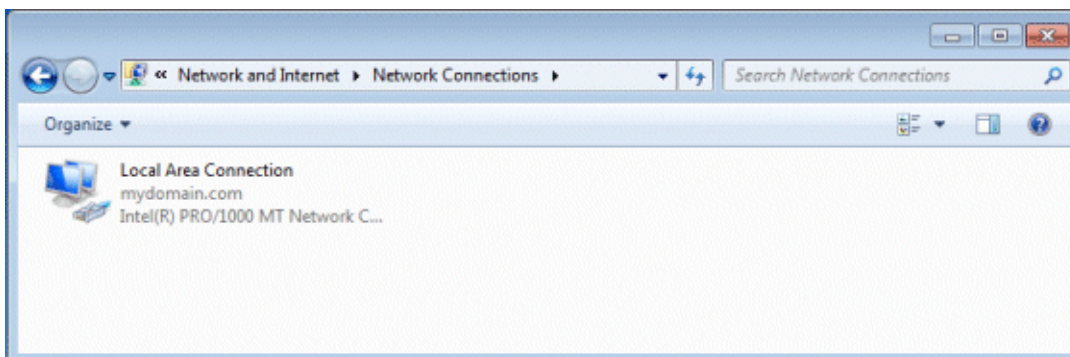 « Network and Internet ▸ Network Connections ▸ Search Network Connections
Organize ▾
Local Area Connection
mydomain.com
Intel(R) PRO/1000 MT Network C...